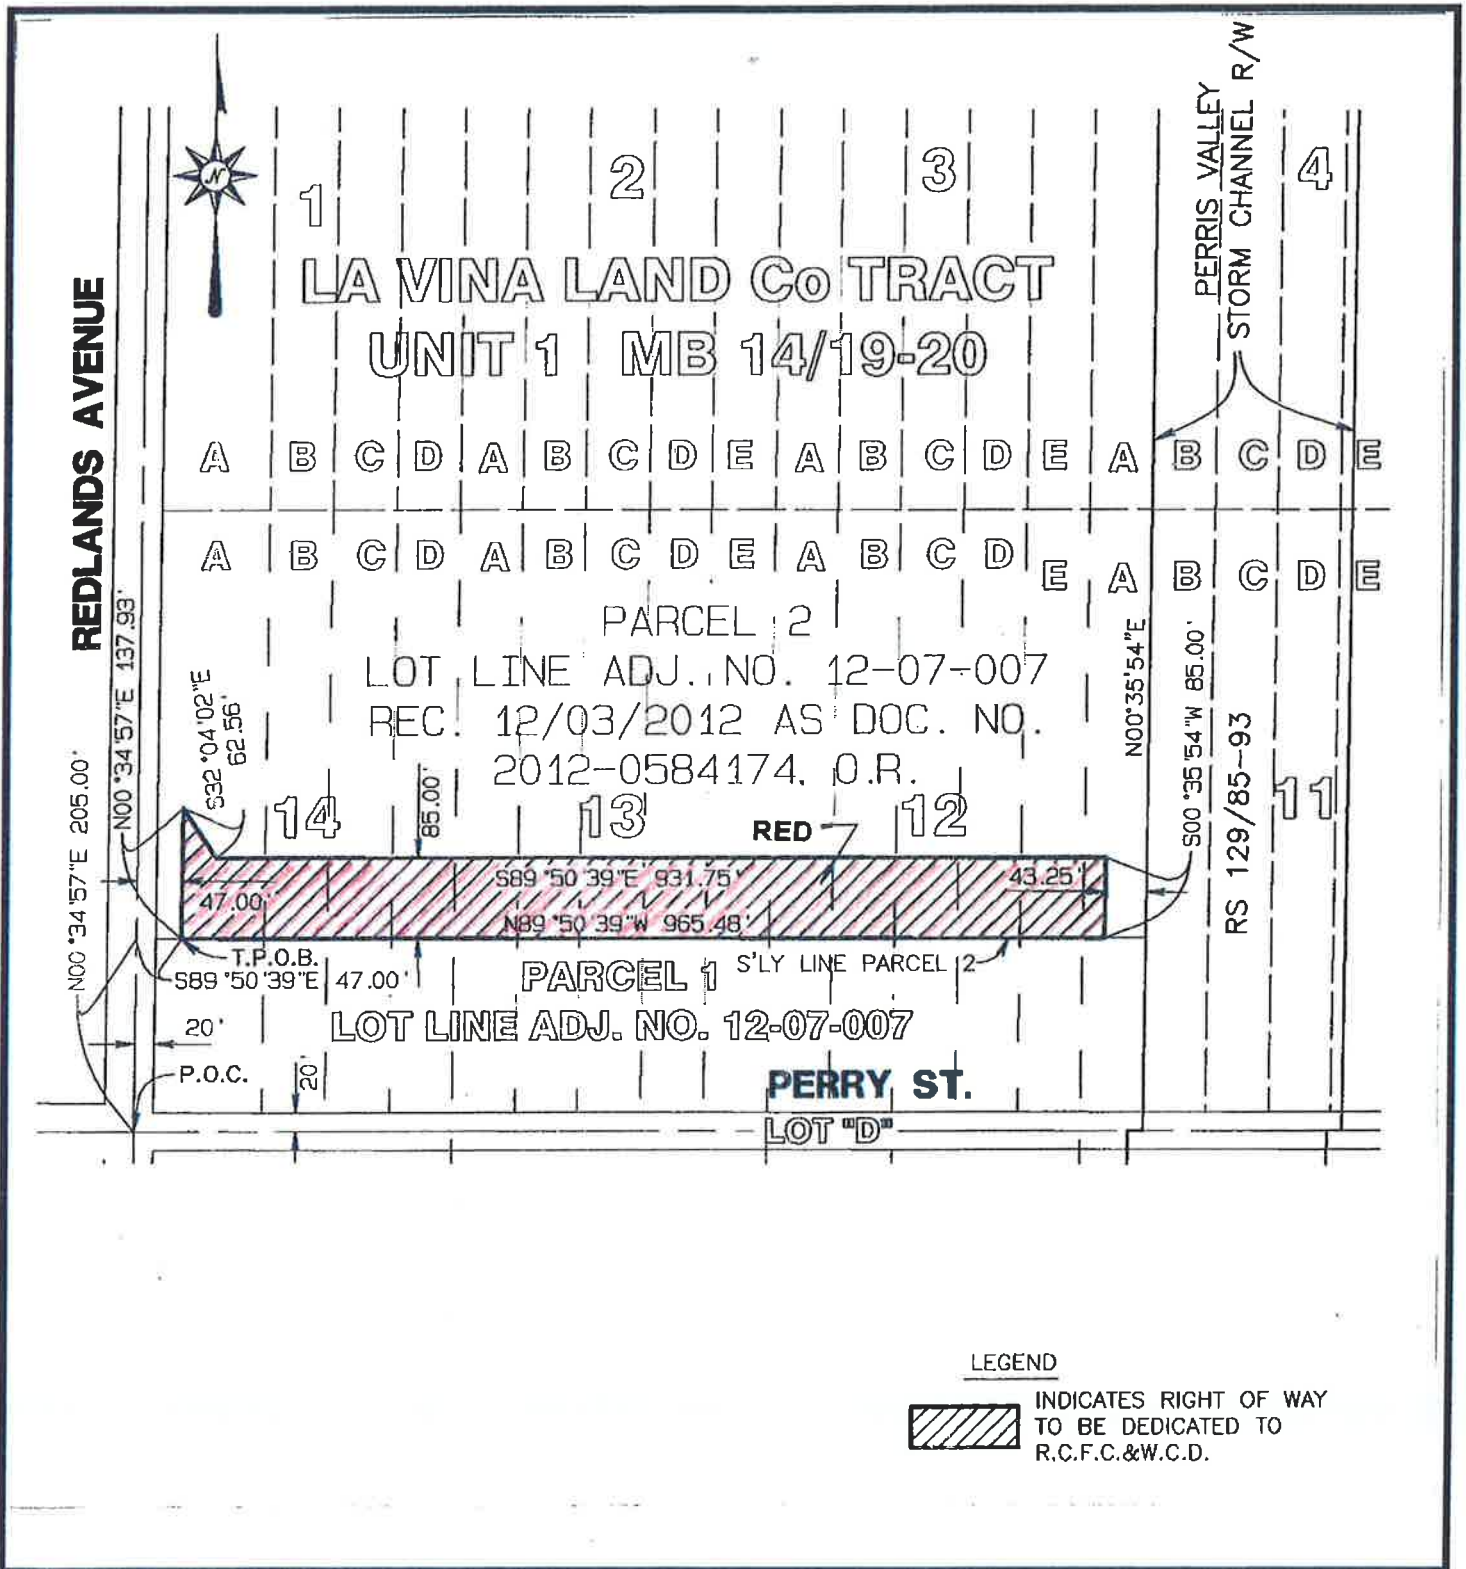 PERRIS VALLEY
STORM CHANNEL R/W
N
1
2
3
4
LA VINA LAND Co TRACT
UNIT 1 MB 14/19-20
REDLANDS AVENUE
A B C D A B C D E A B C D E A B C D E
A B C D A B C D E A B C D E A B C D E
PARCEL 2
LOT LINE ADJ. NO. 12-07-007
REC. 12/03/2012 AS DOC. NO.
2012-0584174, O.R.
N00°34'57"E 137.93'
N00°34'57"E 205.00'
S32°04'02"E
62.56'
N00°35'54"E
S00°35'54"W 85.00'
RS 129/85-93
14
85.00'
13
RED
12
11
S89°50'39"E 931.75'
43.25'
47.00'
N89°50'39"W 965.48'
T.P.O.B.
S89°50'39"E 47.00'
PARCEL 1
S'LY LINE PARCEL 2
LOT LINE ADJ. NO. 12-07-007
20'
P.O.C.
20'
PERRY ST.
LOT "D"
LEGEND
INDICATES RIGHT OF WAY
TO BE DEDICATED TO
R.C.F.C.&W.C.D.